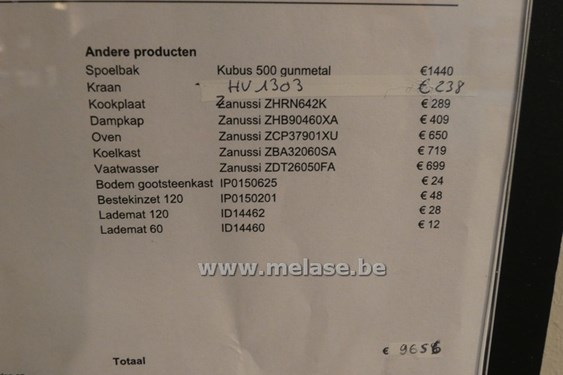 Andere producten
Spoelbak Kubus 500 gunmetal €1440
Kraan HV 1303 €238
Kookplaat Zanussi ZHRN642K € 289
Dampkap Zanussi ZHB90460XA € 409
Oven Zanussi ZCP37901XU € 650
Koelkast Zanussi ZBA32060SA € 719
Vaatwasser Zanussi ZDT26050FA € 699
Bodem gootsteenkast IP0150625 € 24
Bestekinzet 120 IP0150201 € 48
Lademat 120 ID14462 € 28
Lademat 60 ID14460 € 12
www.melase.be
Totaal €